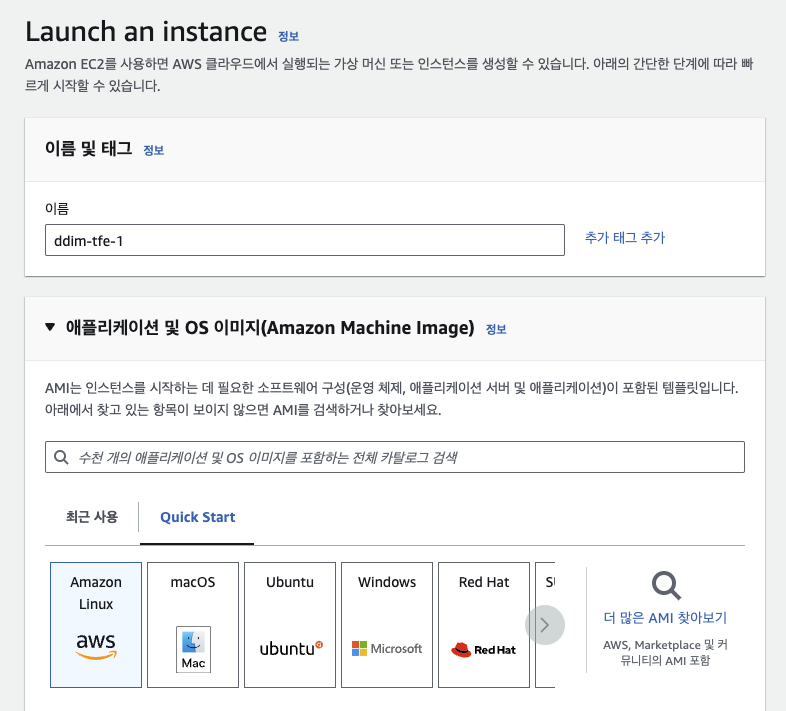 Launch an instance 정보
Amazon EC2를 사용하면 AWS 클라우드에서 실행되는 가상 머신 또는 인스턴스를 생성할 수 있습니다. 아래의 간단한 단계에 따라 빠
르게 시작할 수 있습니다.
이름 및 태그 정보
이름
ddim-tfe-1
추가 태그 추가
애플리케이션 및 OS 이미지(Amazon Machine Image) 정보
AMI는 인스턴스를 시작하는 데 필요한 소프트웨어 구성(운영 체제, 애플리케이션 서버 및 애플리케이션)이 포함된 템플릿입니다.
아래에서 찾고 있는 항목이 보이지 않으면 AMI를 검색하거나 찾아보세요.
수천 개의 애플리케이션 및 OS 이미지를 포함하는 전체 카탈로그 검색
최근 사용
Quick Start
Amazon
Linux
aws
macOS
Mac
Ubuntu
ubuntu
Windows
Microsoft
Red Hat
Red Hat
더 많은 AMI 찾아보기
AWS, Marketplace 및 커
뮤니티의 AMI 포함